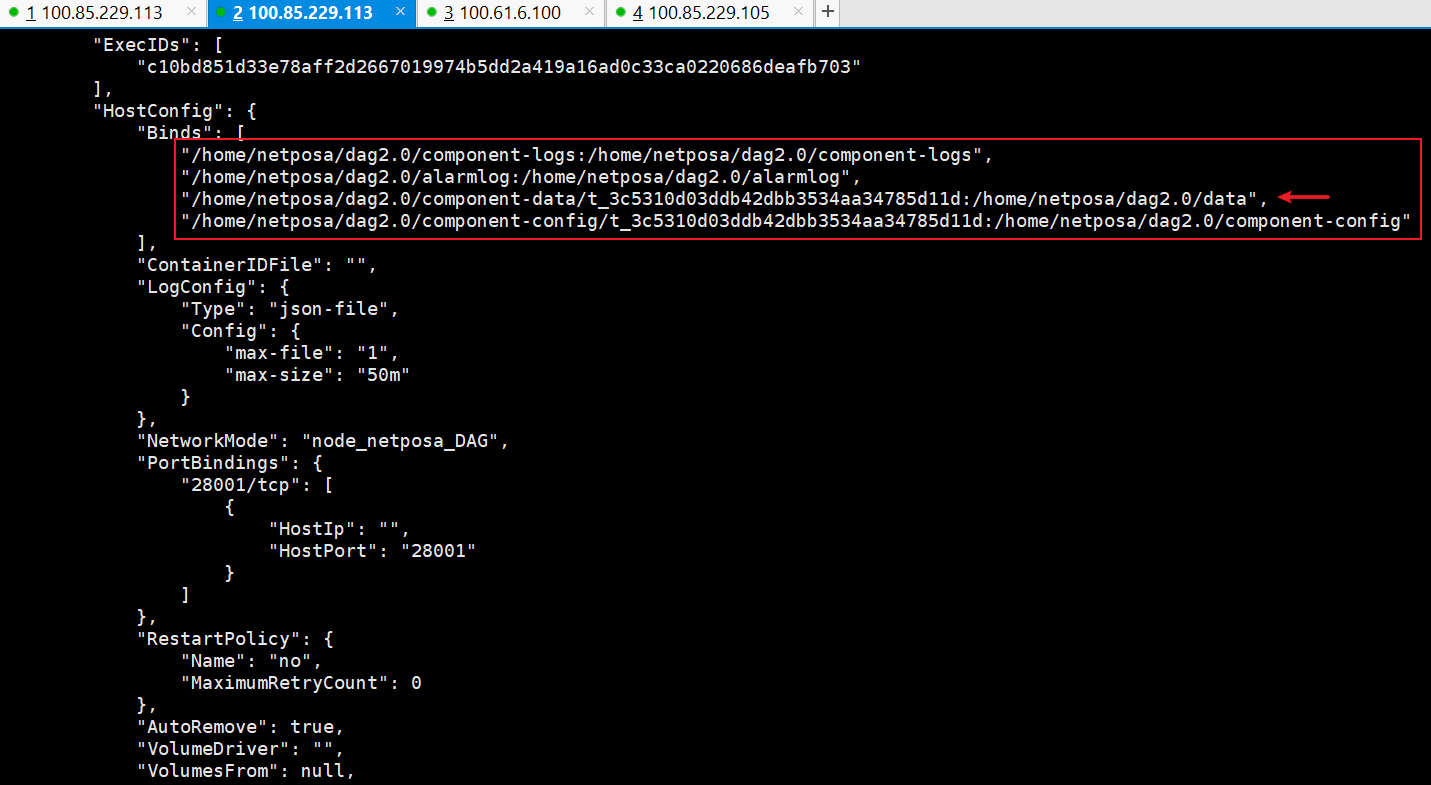 1 100.85.229.113 × 2 100.85.229.113 × 3 100.61.6.100 × 4 100.85.229.105 × +
"ExecIDs": [
"c10bd851d33e78aff2d2667019974b5dd2a419a16ad0c33ca0220686deafb703"
],
"HostConfig": {
"Binds": [
"/home/netposa/dag2.0/component-logs:/home/netposa/dag2.0/component-logs",
"/home/netposa/dag2.0/alarmlog:/home/netposa/dag2.0/alarmlog",
"/home/netposa/dag2.0/component-data/t_3c5310d03ddb42dbb3534aa34785d11d:/home/netposa/dag2.0/data",
"/home/netposa/dag2.0/component-config/t_3c5310d03ddb42dbb3534aa34785d11d:/home/netposa/dag2.0/component-config"
],
"ContainerIDFile": "",
"LogConfig": {
"Type": "json-file",
"Config": {
"max-file": "1",
"max-size": "50m"
}
},
"NetworkMode": "node_netposa_DAG",
"PortBindings": {
"28001/tcp": [
{
"HostIp": "",
"HostPort": "28001"
}
]
},
"RestartPolicy": {
"Name": "no",
"MaximumRetryCount": 0
},
"AutoRemove": true,
"VolumeDriver": "",
"VolumesFrom": null,